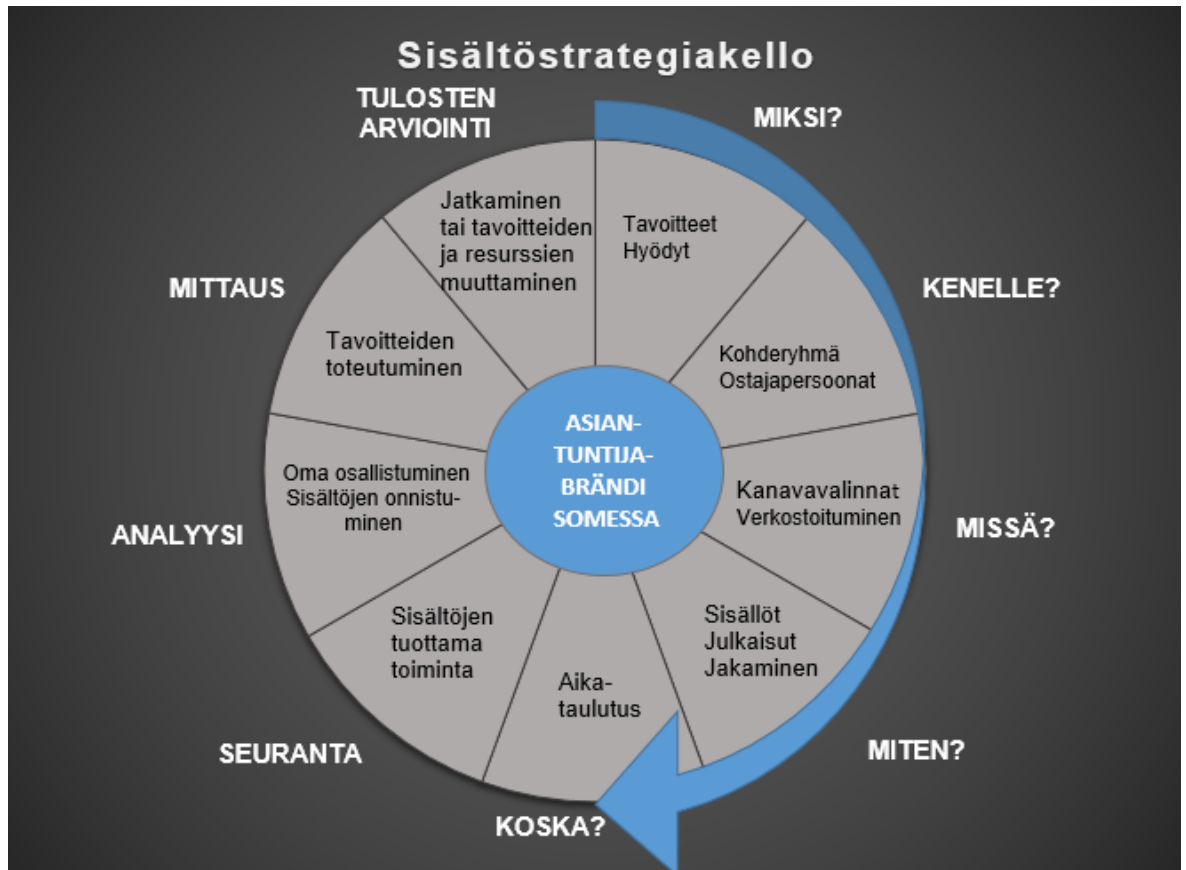 Sisältöstrategiakello
MIKSI?
Tavoitteet
Hyödyt
KENELLE?
Kohderyhmä
Ostajapersoonat
MISSÄ?
Kanavavalinnat
Verkostoituminen
MITEN?
Sisällöt
Julkaisut
Jakaminen
KOSKA?
Aika-
taulutus
SEURANTA
Sisältöjen
tuottama
toiminta
ANALYYSI
Oma osallistuminen
Sisältöjen onnistu-
minen
MITTAUS
Tavoitteiden
toteutuminen
TULOSTEN
ARVIOINTI
Jatkaminen
tai tavoitteiden
ja resurssien
muuttaminen
ASIAN-
TUNTIJA-
BRÄNDI
SOMESSA